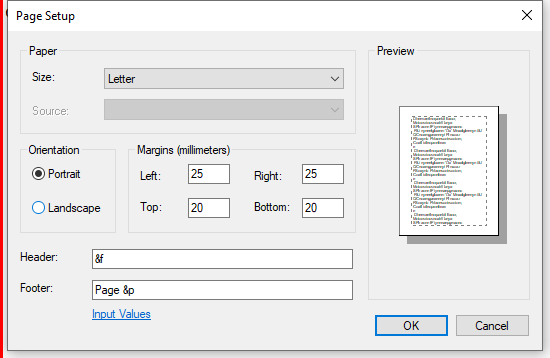 Page Setup
Paper
Size:
Letter
Source:
Orientation
Portrait
Landscape
Margins (millimeters)
Left: 25 Right: 25
Top: 20 Bottom: 20
Header: &f
Footer: Page &p
Input Values
Preview
OK Cancel